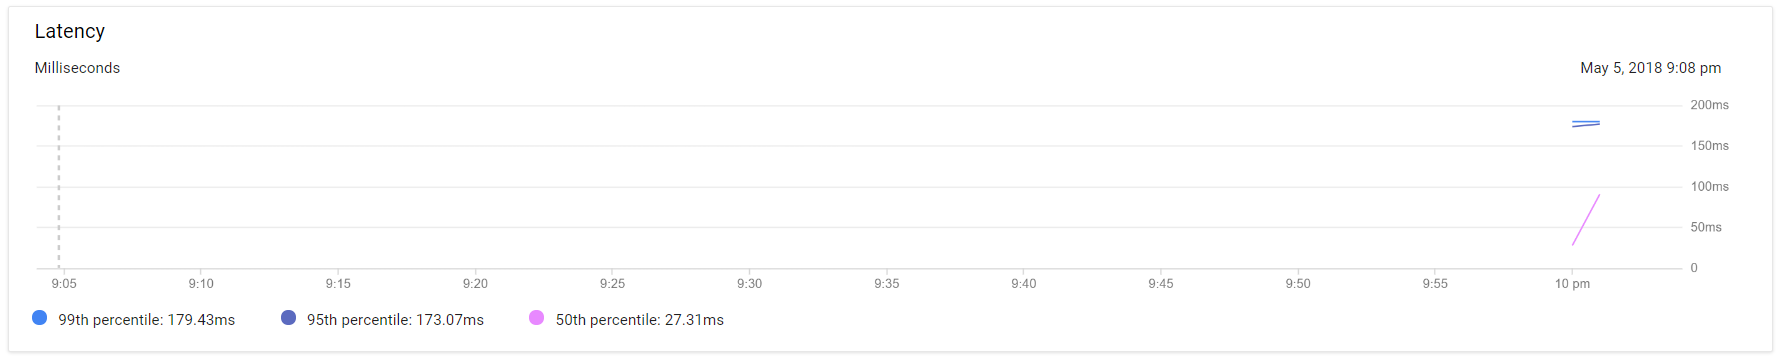 Latency
Milliseconds
May 5, 2018 9:08 pm
200ms
150ms
100ms
50ms
0
9:05 9:10 9:15 9:20 9:25 9:30 9:35 9:40 9:45 9:50 9:55 10 pm
99th percentile: 179.43ms 95th percentile: 173.07ms 50th percentile: 27.31ms